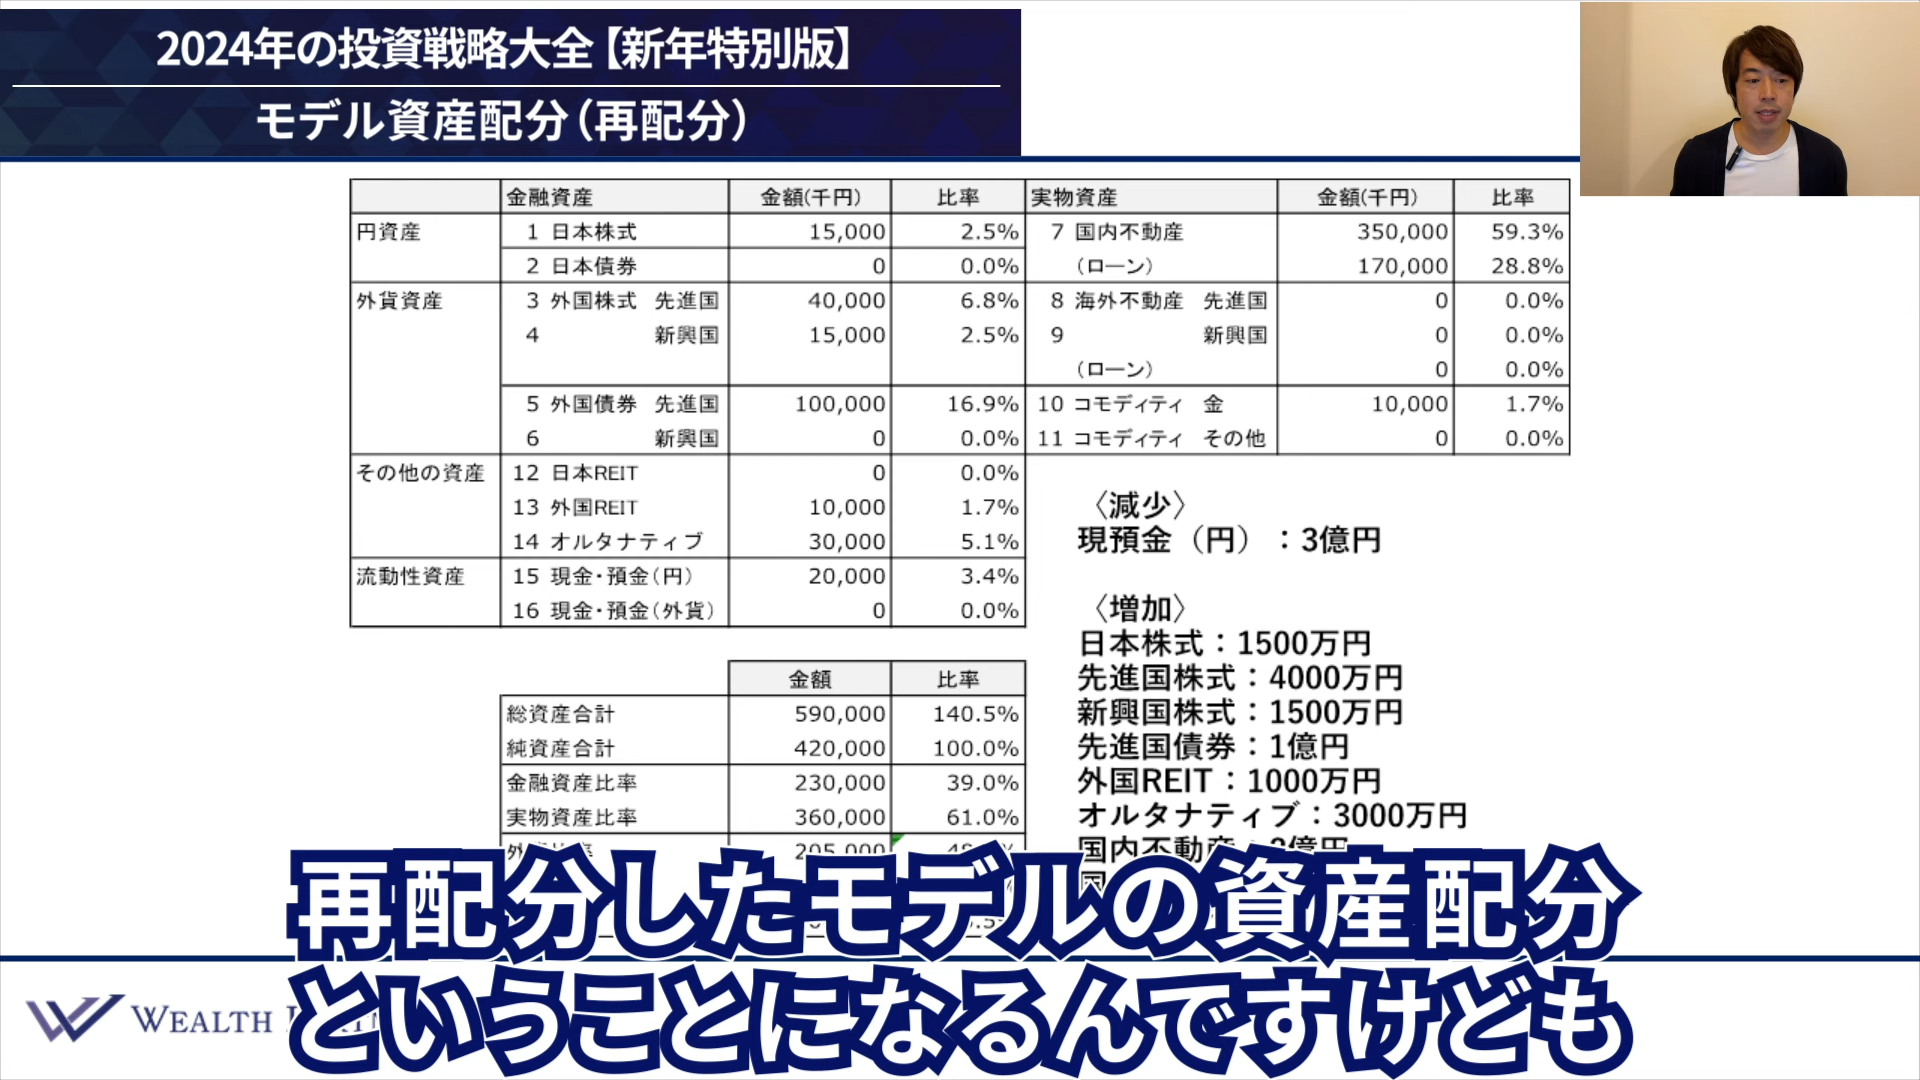 2024年の投資戦略大全【新年特別版】
モデル資産配分（再配分）
金融資産 金額(千円) 比率 実物資産 金額(千円) 比率
円資産 1 日本株式 15,000 2.5% 7 国内不動産 350,000 59.3%
2 日本債券 0 0.0% （ローン） 170,000 28.8%
外貨資産 3 外国株式 先進国 40,000 6.8% 8 海外不動産 先進国 0 0.0%
4 新興国 15,000 2.5% 9 新興国 0 0.0%
（ローン） 0 0.0%
5 外国債券 先進国 100,000 16.9% 10 コモディティ 金 10,000 1.7%
6 新興国 0 0.0% 11 コモディティ その他 0 0.0%
その他の資産 12 日本REIT 0 0.0%
13 外国REIT 10,000 1.7%
14 オルタナティブ 30,000 5.1%
流動性資産 15 現金・預金（円） 20,000 3.4%
16 現金・預金（外貨） 0 0.0%
金額 比率
総資産合計 590,000 140.5%
純資産合計 420,000 100.0%
金融資産比率 230,000 39.0%
実物資産比率 360,000 61.0%
205,000
〈減少〉
現預金（円）：3億円
〈増加〉
日本株式：1500万円
先進国株式：4000万円
新興国株式：1500万円
先進国債券：1億円
外国REIT：1000万円
オルタナティブ：3000万円
国内不動産
再配分したモデルの資産配分
ということになるんですけども
WEALTH